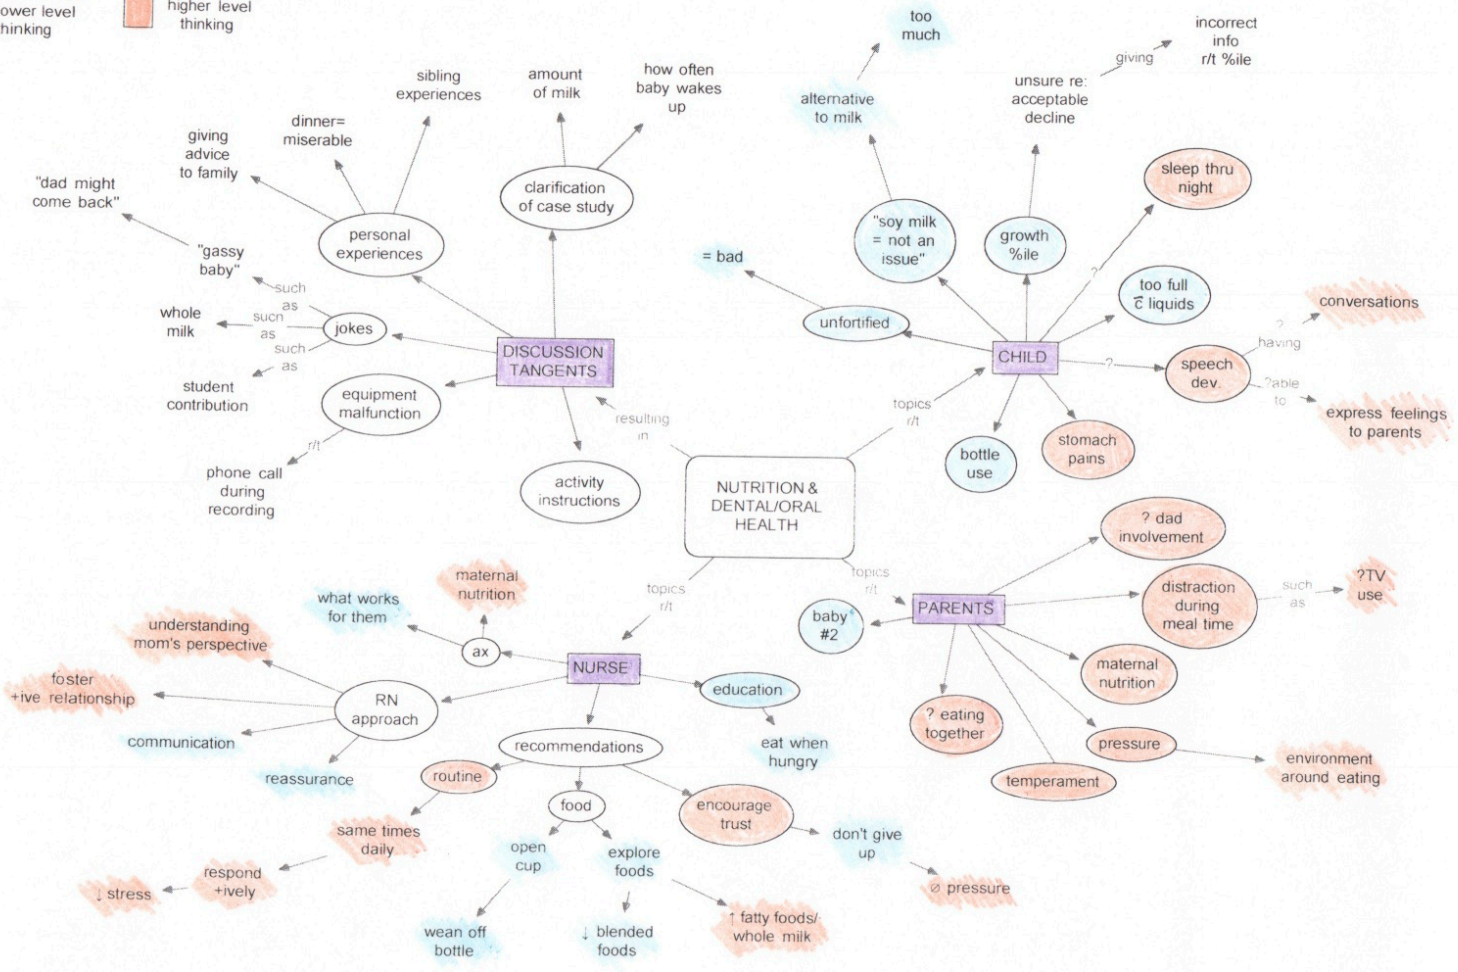 ower level
hinking
higher level
thinking
too
much
incorrect
info
r/t %ile
giving
sibling
experiences
amount
of milk
how often
baby wakes
up
unsure re:
acceptable
decline
alternative
to milk
dinner=
miserable
giving
advice
to family
"dad might
come back"
clarification
of case study
sleep thru
night
personal
experiences
"soy milk
= not an
issue"
growth
%ile
"gassy
baby"
= bad
?
too full
c̄ liquids
such
as
whole
milk
sucn
as
jokes
such
as
unfortified
conversations
?
having
DISCUSSION
TANGENTS
CHILD
?
speech
dev.
?able
to
student
contribution
equipment
malfunction
resulting
in
topics
r/t
express feelings
to parents
r/t
phone call
during
recording
activity
instructions
bottle
use
stomach
pains
NUTRITION &
DENTAL/ORAL
HEALTH
? dad
involvement
maternal
nutrition
topics
r/t
topics
r/t
what works
for them
baby
#2
PARENTS
distraction
during
meal time
such
as
?TV
use
understanding
mom's perspective
ax
NURSE
maternal
nutrition
foster
+ive relationship
RN
approach
education
? eating
together
communication
recommendations
eat when
hungry
pressure
environment
around eating
reassurance
routine
temperament
food
encourage
trust
same times
daily
open
cup
explore
foods
don't give
up
respond
+ively
↓ stress
∅ pressure
wean off
bottle
↓ blended
foods
↑ fatty foods/
whole milk